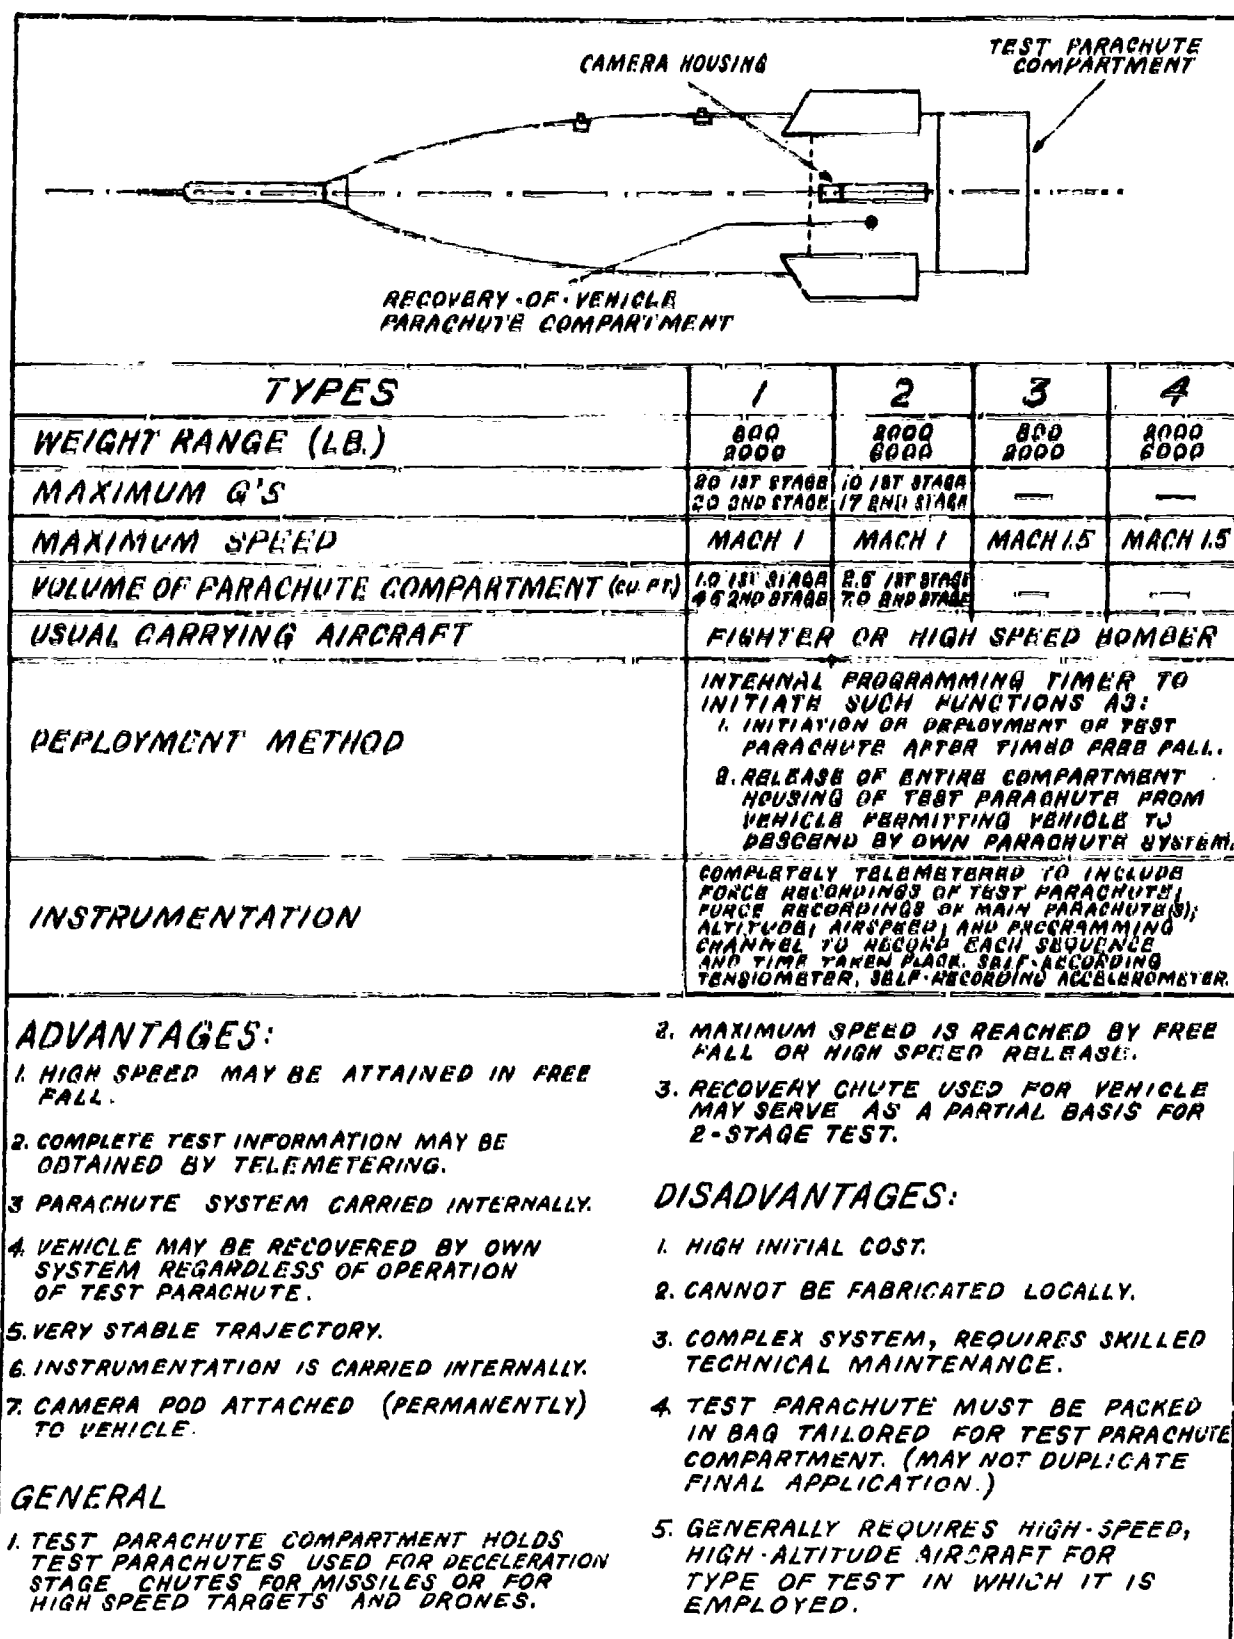 CAMERA HOUSING
TEST PARACHUTE
COMPARTMENT
RECOVERY-OF-VEHICLE
PARACHUTE COMPARTMENT
TYPES 1 2 3 4
WEIGHT RANGE (LB.) 800 2000 800 2000
2000 6000 2000 6000
MAXIMUM G'S 20 1ST STAGE 10 1ST STAGE — —
20 2ND STAGE 17 2ND STAGE
MAXIMUM SPEED MACH 1 MACH 1 MACH 1.5 MACH 1.5
VOLUME OF PARACHUTE COMPARTMENT (CU. FT) 1.0 1ST STAGE 2.5 1ST STAGE — —
4.5 2ND STAGE 7.0 2ND STAGE
USUAL CARRYING AIRCRAFT FIGHTER OR HIGH SPEED BOMBER
DEPLOYMENT METHOD
INTERNAL PROGRAMMING TIMER TO
INITIATE SUCH FUNCTIONS AS:
1. INITIATION OR DEPLOYMENT OF TEST
PARACHUTE AFTER TIMED FREE FALL.
2. RELEASE OF ENTIRE COMPARTMENT
HOUSING OF TEST PARACHUTE FROM
VEHICLE PERMITTING VEHICLE TO
DESCEND BY OWN PARACHUTE SYSTEM.
INSTRUMENTATION
COMPLETELY TELEMETERED TO INCLUDE
FORCE RECORDINGS OF TEST PARACHUTE;
FORCE RECORDINGS OF MAIN PARACHUTE(S);
ALTITUDE; AIRSPEED; AND PROGRAMMING
CHANNEL TO RECORD EACH SEQUENCE
AND TIME TAKEN PLACE. SELF-RECORDING
TENSIOMETER, SELF-RECORDING ACCELEROMETER.
ADVANTAGES:
1. HIGH SPEED MAY BE ATTAINED IN FREE
FALL.
2. COMPLETE TEST INFORMATION MAY BE
OBTAINED BY TELEMETERING.
3 PARACHUTE SYSTEM CARRIED INTERNALLY.
4. VEHICLE MAY BE RECOVERED BY OWN
SYSTEM REGARDLESS OF OPERATION
OF TEST PARACHUTE.
5. VERY STABLE TRAJECTORY.
6. INSTRUMENTATION IS CARRIED INTERNALLY.
7. CAMERA POD ATTACHED (PERMANENTLY)
TO VEHICLE.
GENERAL
1. TEST PARACHUTE COMPARTMENT HOLDS
TEST PARACHUTES USED FOR DECELERATION
STAGE CHUTES FOR MISSILES OR FOR
HIGH SPEED TARGETS AND DRONES.
2. MAXIMUM SPEED IS REACHED BY FREE
FALL OR HIGH SPEED RELEASE.
3. RECOVERY CHUTE USED FOR VEHICLE
MAY SERVE AS A PARTIAL BASIS FOR
2-STAGE TEST.
DISADVANTAGES:
1. HIGH INITIAL COST.
2. CANNOT BE FABRICATED LOCALLY.
3. COMPLEX SYSTEM, REQUIRES SKILLED
TECHNICAL MAINTENANCE.
4. TEST PARACHUTE MUST BE PACKED
IN BAG TAILORED FOR TEST PARACHUTE
COMPARTMENT. (MAY NOT DUPLICATE
FINAL APPLICATION.)
5. GENERALLY REQUIRES HIGH-SPEED,
HIGH-ALTITUDE AIRCRAFT FOR
TYPE OF TEST IN WHICH IT IS
EMPLOYED.